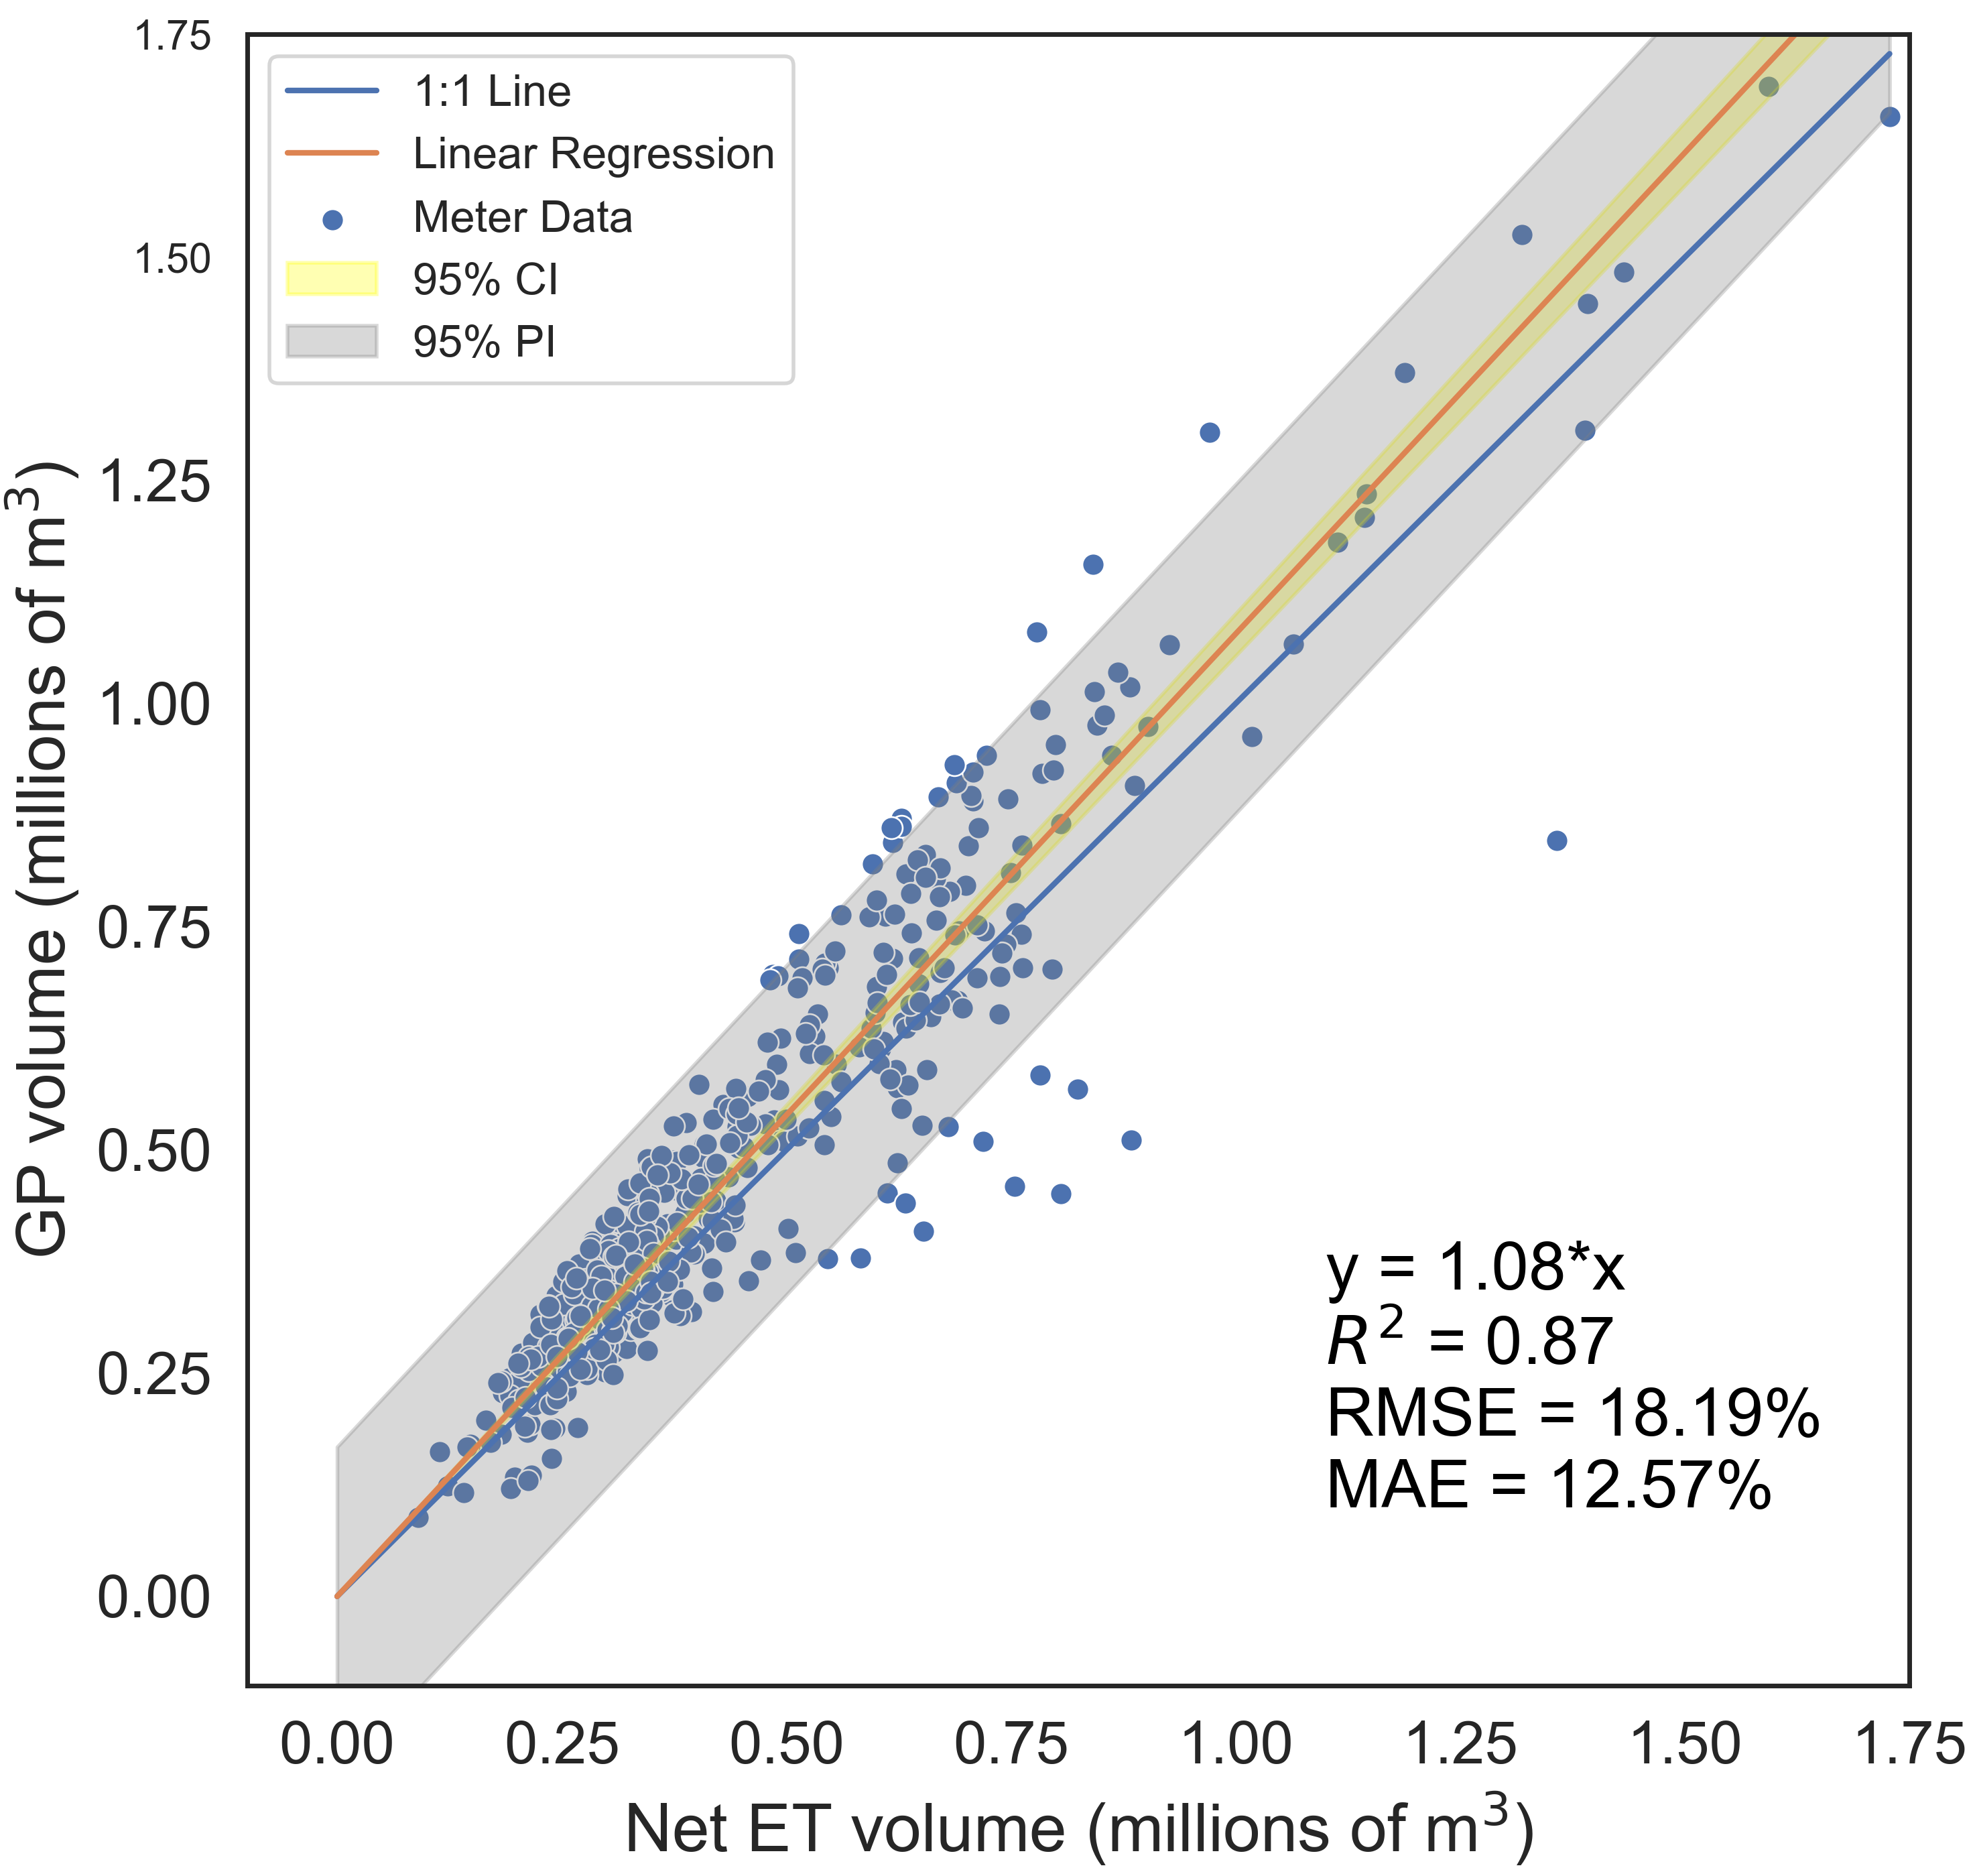 1.75
1.50
1.25
1.00
0.75
0.50
0.25
0.00
GP volume (millions of m³)
1:1 Line
Linear Regression
Meter Data
95% CI
95% PI
y = 1.08*x
R² = 0.87
RMSE = 18.19%
MAE = 12.57%
0.00 0.25 0.50 0.75 1.00 1.25 1.50 1.75
Net ET volume (millions of m³)